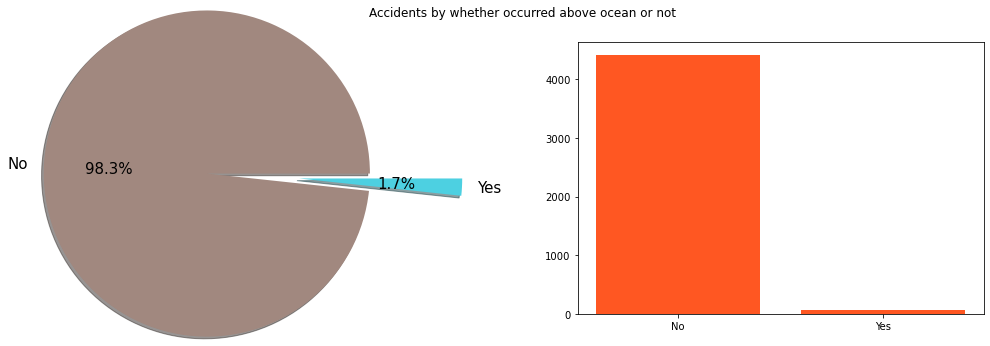 Accidents by whether occurred above ocean or not
No
98.3%
1.7%
Yes
4000
3000
2000
1000
0
No
Yes